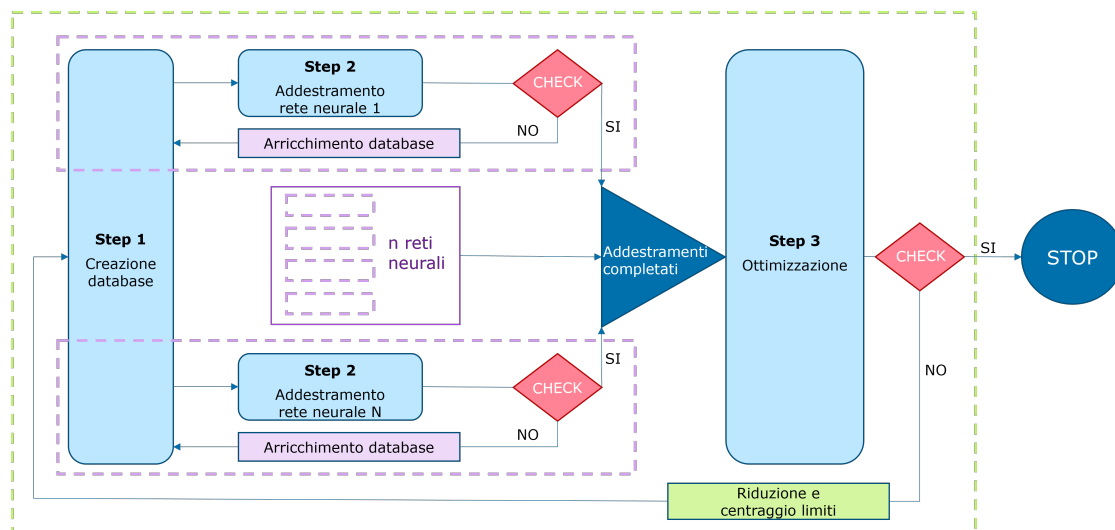 Step 1
Creazione
database
Step 2
Addestramento
rete neurale 1
CHECK
NO
SI
Arricchimento database
n reti
neurali
Addestramenti
completati
Step 2
Addestramento
rete neurale N
CHECK
SI
NO
Arricchimento database
Step 3
Ottimizzazione
CHECK
SI
STOP
NO
Riduzione e
centraggio limiti